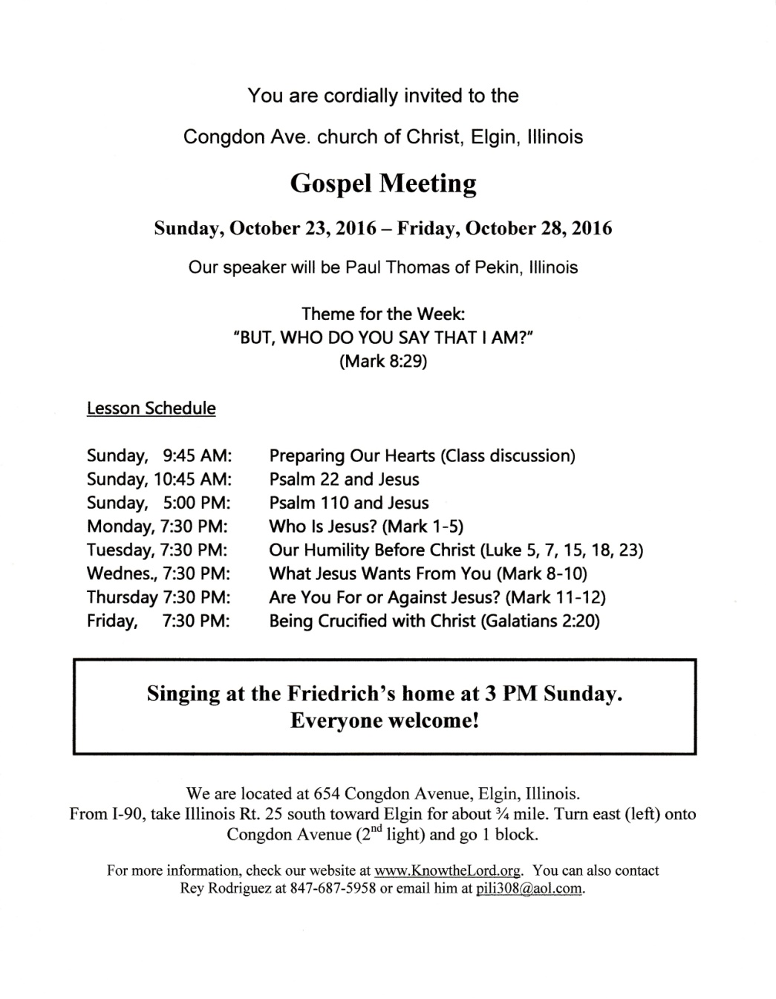 You are cordially invited to the
Congdon Ave. church of Christ, Elgin, Illinois
Gospel Meeting
Sunday, October 23, 2016 – Friday, October 28, 2016
Our speaker will be Paul Thomas of Pekin, Illinois
Theme for the Week:
"BUT, WHO DO YOU SAY THAT I AM?"
(Mark 8:29)
Lesson Schedule
Sunday, 9:45 AM: Preparing Our Hearts (Class discussion)
Sunday, 10:45 AM: Psalm 22 and Jesus
Sunday, 5:00 PM: Psalm 110 and Jesus
Monday, 7:30 PM: Who Is Jesus? (Mark 1-5)
Tuesday, 7:30 PM: Our Humility Before Christ (Luke 5, 7, 15, 18, 23)
Wednes., 7:30 PM: What Jesus Wants From You (Mark 8-10)
Thursday 7:30 PM: Are You For or Against Jesus? (Mark 11-12)
Friday, 7:30 PM: Being Crucified with Christ (Galatians 2:20)
Singing at the Friedrich's home at 3 PM Sunday.
Everyone welcome!
We are located at 654 Congdon Avenue, Elgin, Illinois.
From I-90, take Illinois Rt. 25 south toward Elgin for about ¾ mile. Turn east (left) onto
Congdon Avenue (2nd light) and go 1 block.
For more information, check our website at www.KnowtheLord.org. You can also contact
Rey Rodriguez at 847-687-5958 or email him at pili308@aol.com.